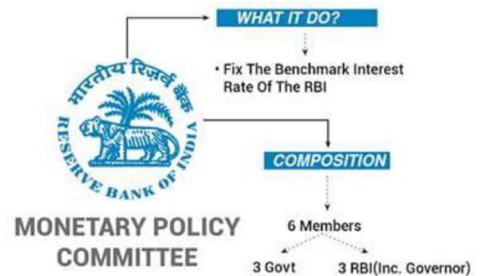 WHAT IT DO?
• Fix The Benchmark Interest
Rate Of The RBI
भारतीय रिज़र्व बैंक
RESERVE BANK OF INDIA
COMPOSITION
MONETARY POLICY
COMMITTEE
6 Members
3 Govt 3 RBI(Inc. Governor)